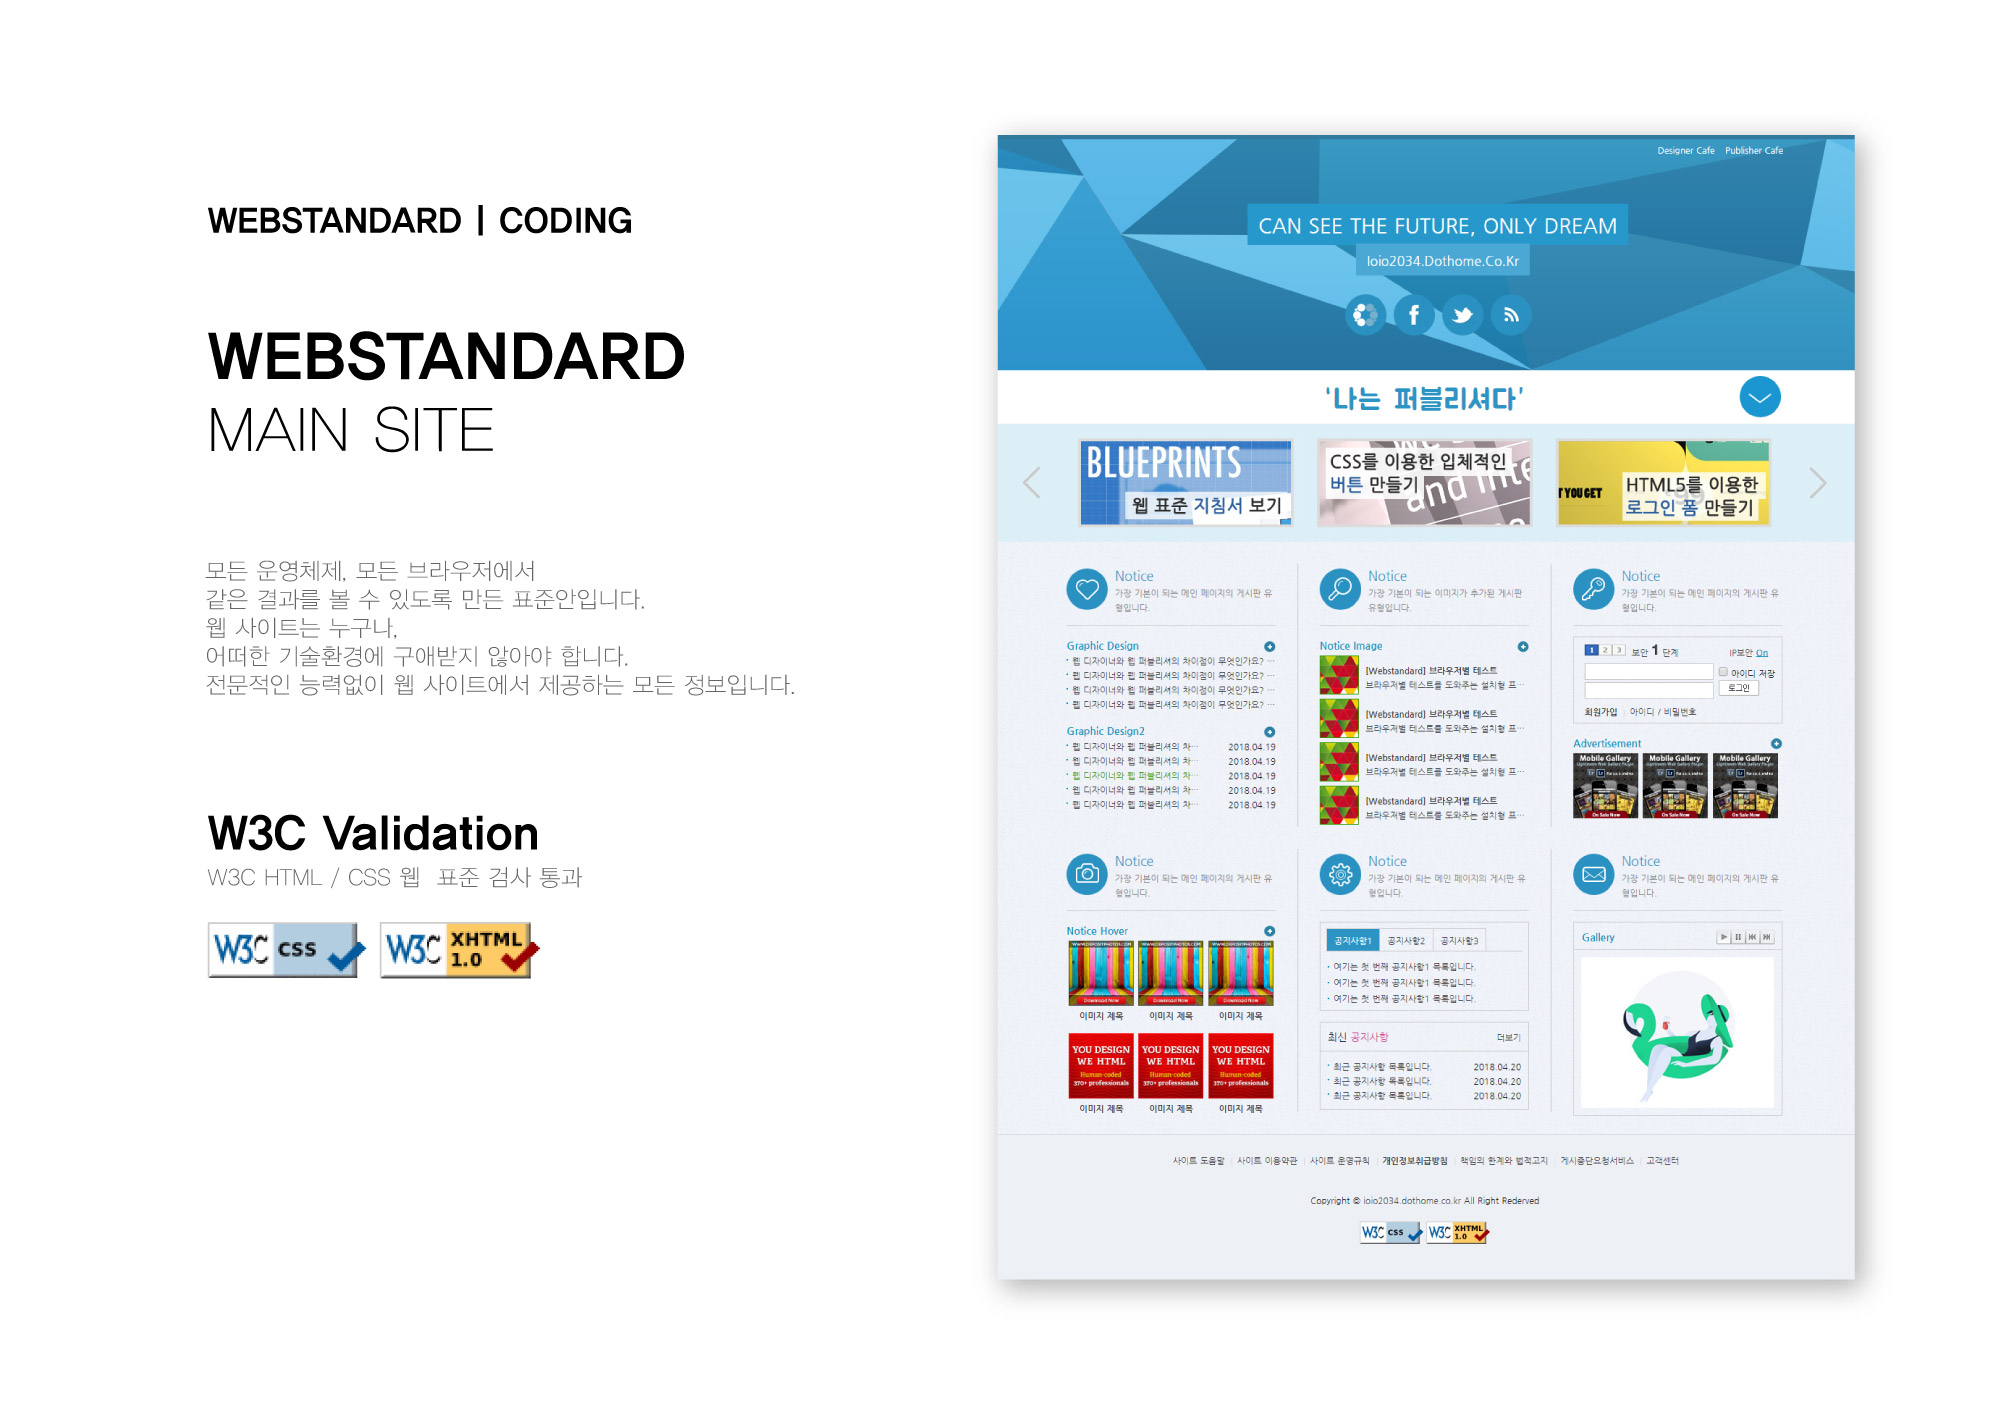 WEBSTANDARD | CODING
WEBSTANDARD
MAIN SITE
모든 운영체제, 모든 브라우저에서
같은 결과를 볼 수 있도록 만든 표준안입니다.
웹 사이트는 누구나,
어떠한 기술환경에 구애받지 않아야 합니다.
전문적인 능력없이 웹 사이트에서 제공하는 모든 정보입니다.
W3C Validation
W3C HTML / CSS 웹 표준 검사 통과
W3C CSS
W3C XHTML 1.0
Designer Cafe Publisher Cafe
CAN SEE THE FUTURE, ONLY DREAM
Ioio2034.Dothome.Co.Kr
'나는 퍼블리셔다'
BLUEPRINTS
웹 표준 지침서 보기
CSS를 이용한 입체적인
버튼 만들기
and inte
T YOU GET
HTML5를 이용한
로그인 폼 만들기
Notice
가장 기본이 되는 메인 페이지의 게시판 유
형입니다.
Graphic Design
웹 디자이너와 웹 퍼블리셔의 차이점이 무엇인가요? ...
웹 디자이너와 웹 퍼블리셔의 차이점이 무엇인가요? ...
웹 디자이너와 웹 퍼블리셔의 차이점이 무엇인가요? ...
웹 디자이너와 웹 퍼블리셔의 차이점이 무엇인가요? ...
Graphic Design2
웹 디자이너와 웹 퍼블리셔의 차... 2018.04.19
웹 디자이너와 웹 퍼블리셔의 차... 2018.04.19
웹 디자이너와 웹 퍼블리셔의 차... 2018.04.19
웹 디자이너와 웹 퍼블리셔의 차... 2018.04.19
웹 디자이너와 웹 퍼블리셔의 차... 2018.04.19
Notice
가장 기본이 되는 이미지가 추가된 게시판
유형입니다.
Notice Image
[Webstandard] 브라우저별 테스트
브라우저별 테스트를 도와주는 설치형 프...
[Webstandard] 브라우저별 테스트
브라우저별 테스트를 도와주는 설치형 프...
[Webstandard] 브라우저별 테스트
브라우저별 테스트를 도와주는 설치형 프...
[Webstandard] 브라우저별 테스트
브라우저별 테스트를 도와주는 설치형 프...
Notice
가장 기본이 되는 메인 페이지의 게시판 유
형입니다.
1 2 3 보안 1 단계 IP보안 On
아이디 저장
로그인
회원가입 | 아이디 / 비밀번호
Advertisement
Mobile Gallery Mobile Gallery Mobile Gallery
On Sale Now On Sale Now On Sale Now
Notice
가장 기본이 되는 메인 페이지의 게시판 유
형입니다.
Notice Hover
WWW.DEPOSITPHOTOS.COM WWW.DEPOSITPHOTOS.COM WWW.DEPOSITPHOTOS.COM
Download Now Download Now Download Now
이미지 제목 이미지 제목 이미지 제목
YOU DESIGN YOU DESIGN YOU DESIGN
WE HTML WE HTML WE HTML
Human-coded Human-coded Human-coded
370+ professionals 370+ professionals 370+ professionals
이미지 제목 이미지 제목 이미지 제목
Notice
가장 기본이 되는 메인 페이지의 게시판 유
형입니다.
공지사항1 공지사항2 공지사항3
여기는 첫 번째 공지사항1 목록입니다.
여기는 첫 번째 공지사항1 목록입니다.
여기는 첫 번째 공지사항1 목록입니다.
최신 공지사항 더보기
최근 공지사항 목록입니다. 2018.04.20
최근 공지사항 목록입니다. 2018.04.20
최근 공지사항 목록입니다. 2018.04.20
Notice
가장 기본이 되는 메인 페이지의 게시판 유
형입니다.
Gallery
사이트 도움말 | 사이트 이용약관 | 사이트 운영규칙 | 개인정보취급방침 | 책임의 한계와 법적고지 | 게시중단요청서비스 | 고객센터
Copyright © ioio2034.dothome.co.kr All Right Rederved
W3C CSS W3C XHTML 1.0